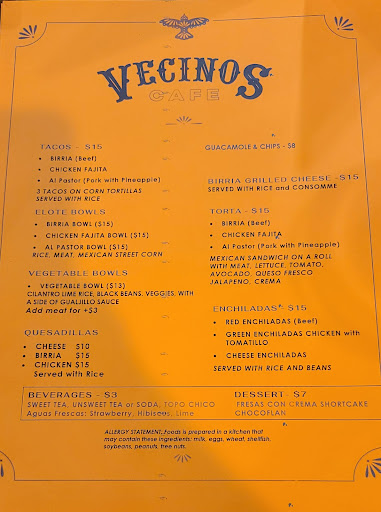 VECINOS
CAFE
TACOS - $15
• BIRRIA (Beef)
• CHICKEN FAJITA
• Al Pastor (Pork with Pineapple)
3 TACOS ON CORN TORTILLAS
SERVED WITH RICE
ELOTE BOWLS
• BIRRIA BOWL ($15)
• CHICKEN FAJITA BOWL ($15)
• AL PASTOR BOWL ($15)
RICE, MEAT, MEXICAN STREET CORN
VEGETABLE BOWLS
• VEGETABLE BOWL ($13)
CILANTRO LIME RICE, BLACK BEANS, VEGGIES, WITH
A SIDE OF GUAJILLO SAUCE
Add meat for +$3
QUESADILLAS
• CHEESE $10
• BIRRIA $15
• CHICKEN $15
Served with Rice
GUACAMOLE & CHIPS - $8
BIRRIA GRILLED CHEESE - $15
SERVED WITH RICE and CONSOMME
TORTA - $15
• BIRRIA (Beef)
• CHICKEN FAJITA
• Al Pastor (Pork with Pineapple)
MEXICAN SANDWICH ON A ROLL
WITH MEAT, LETTUCE, TOMATO,
AVOCADO, QUESO FRESCO
JALAPENO, CREMA
ENCHILADAS - $15
• RED ENCHILADAS (Beef)
• GREEN ENCHILADAS CHICKEN with
TOMATILLO
• CHEESE ENCHILADAS
SERVED WITH RICE AND BEANS
BEVERAGES - $3
SWEET TEA, UNSWEET TEA or SODA, TOPO CHICO
Aguas Frescas: Strawberry, Hibiscus, Lime
DESSERT - $7
FRESAS CON CREMA SHORTCAKE
CHOCOFLAN
ALLERGY STATEMENT: Foods is prepared in a kitchen that
may contain these ingredients: milk, eggs, wheat, shellfish,
soybeans, peanuts, tree nuts.